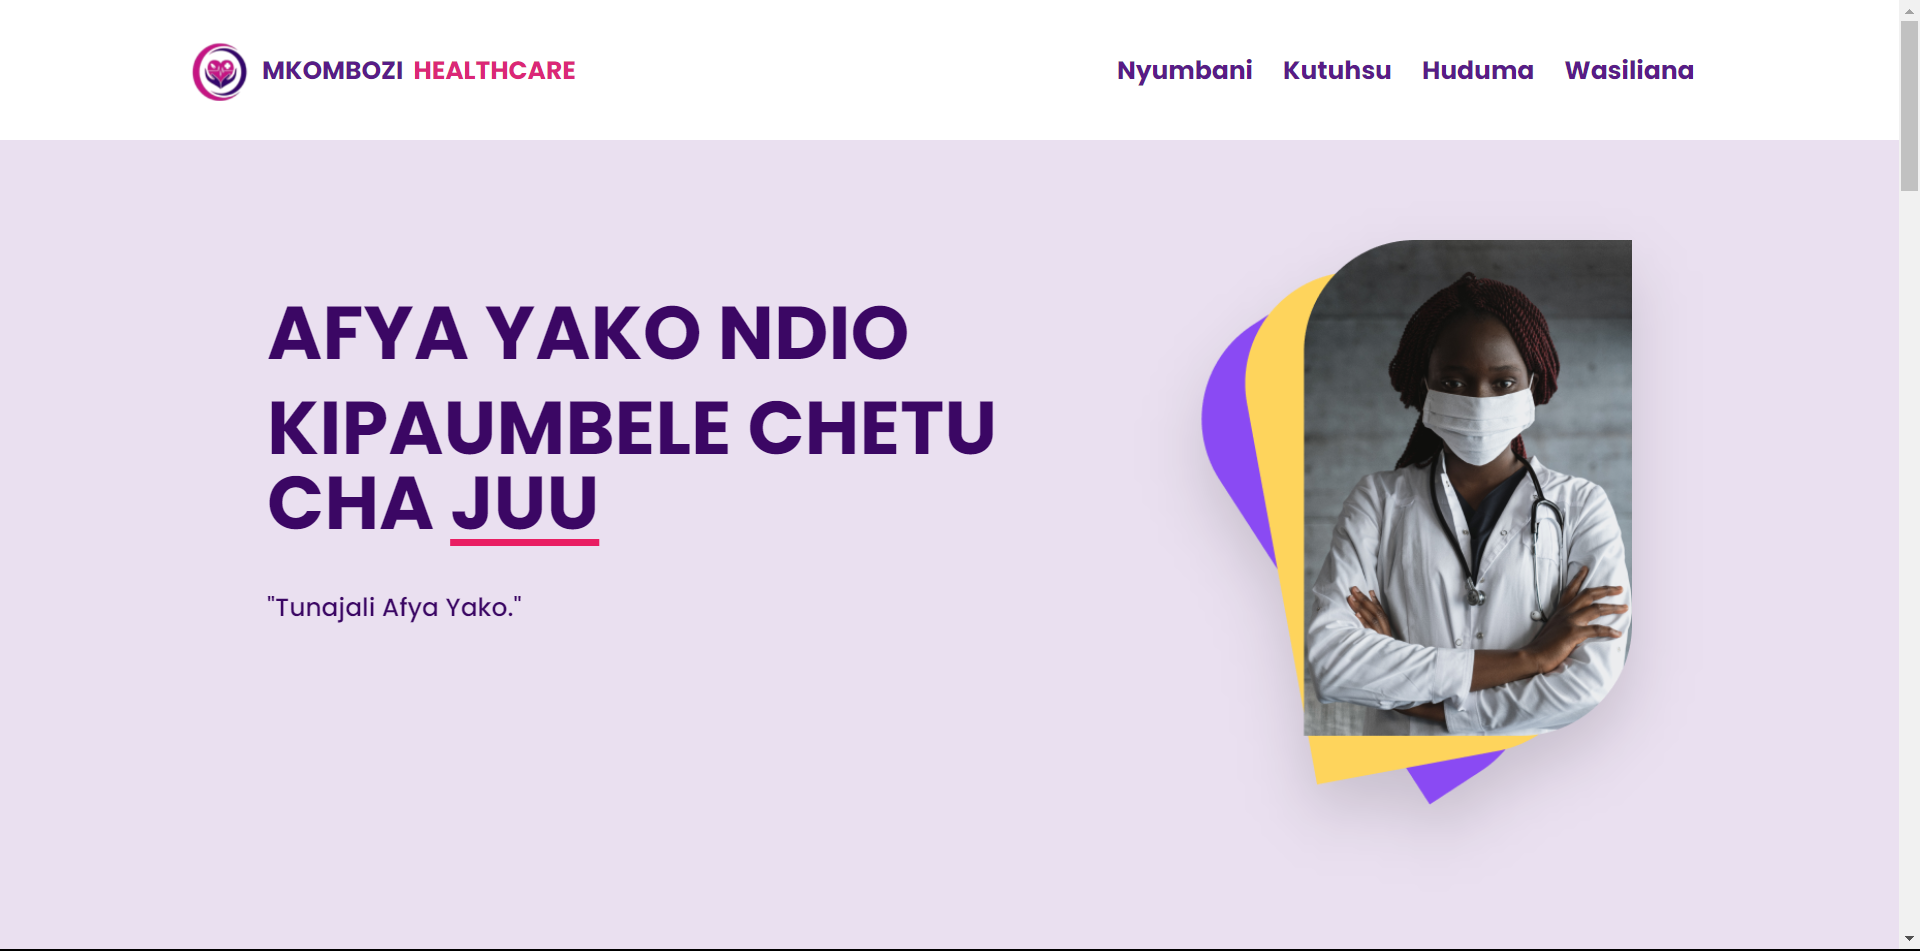 MKOMBOZI HEALTHCARE
Nyumbani Kutuhsu Huduma Wasiliana
AFYA YAKO NDIO
KIPAUMBELE CHETU
CHA JUU
"Tunajali Afya Yako."